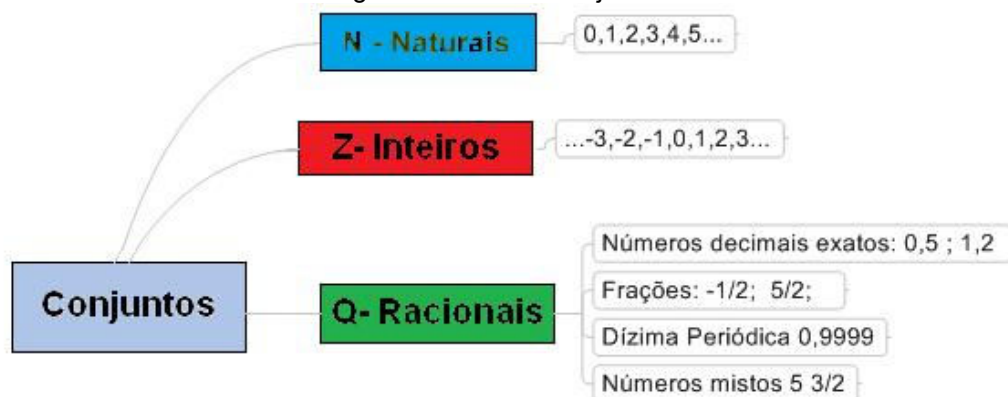 N - Naturais
0,1,2,3,4,5...
Z- Inteiros
...-3,-2,-1,0,1,2,3...
Conjuntos
Q- Racionais
Números decimais exatos: 0,5 ; 1,2
Frações: -1/2; 5/2;
Dízima Periódica 0,9999
Números mistos 5 3/2